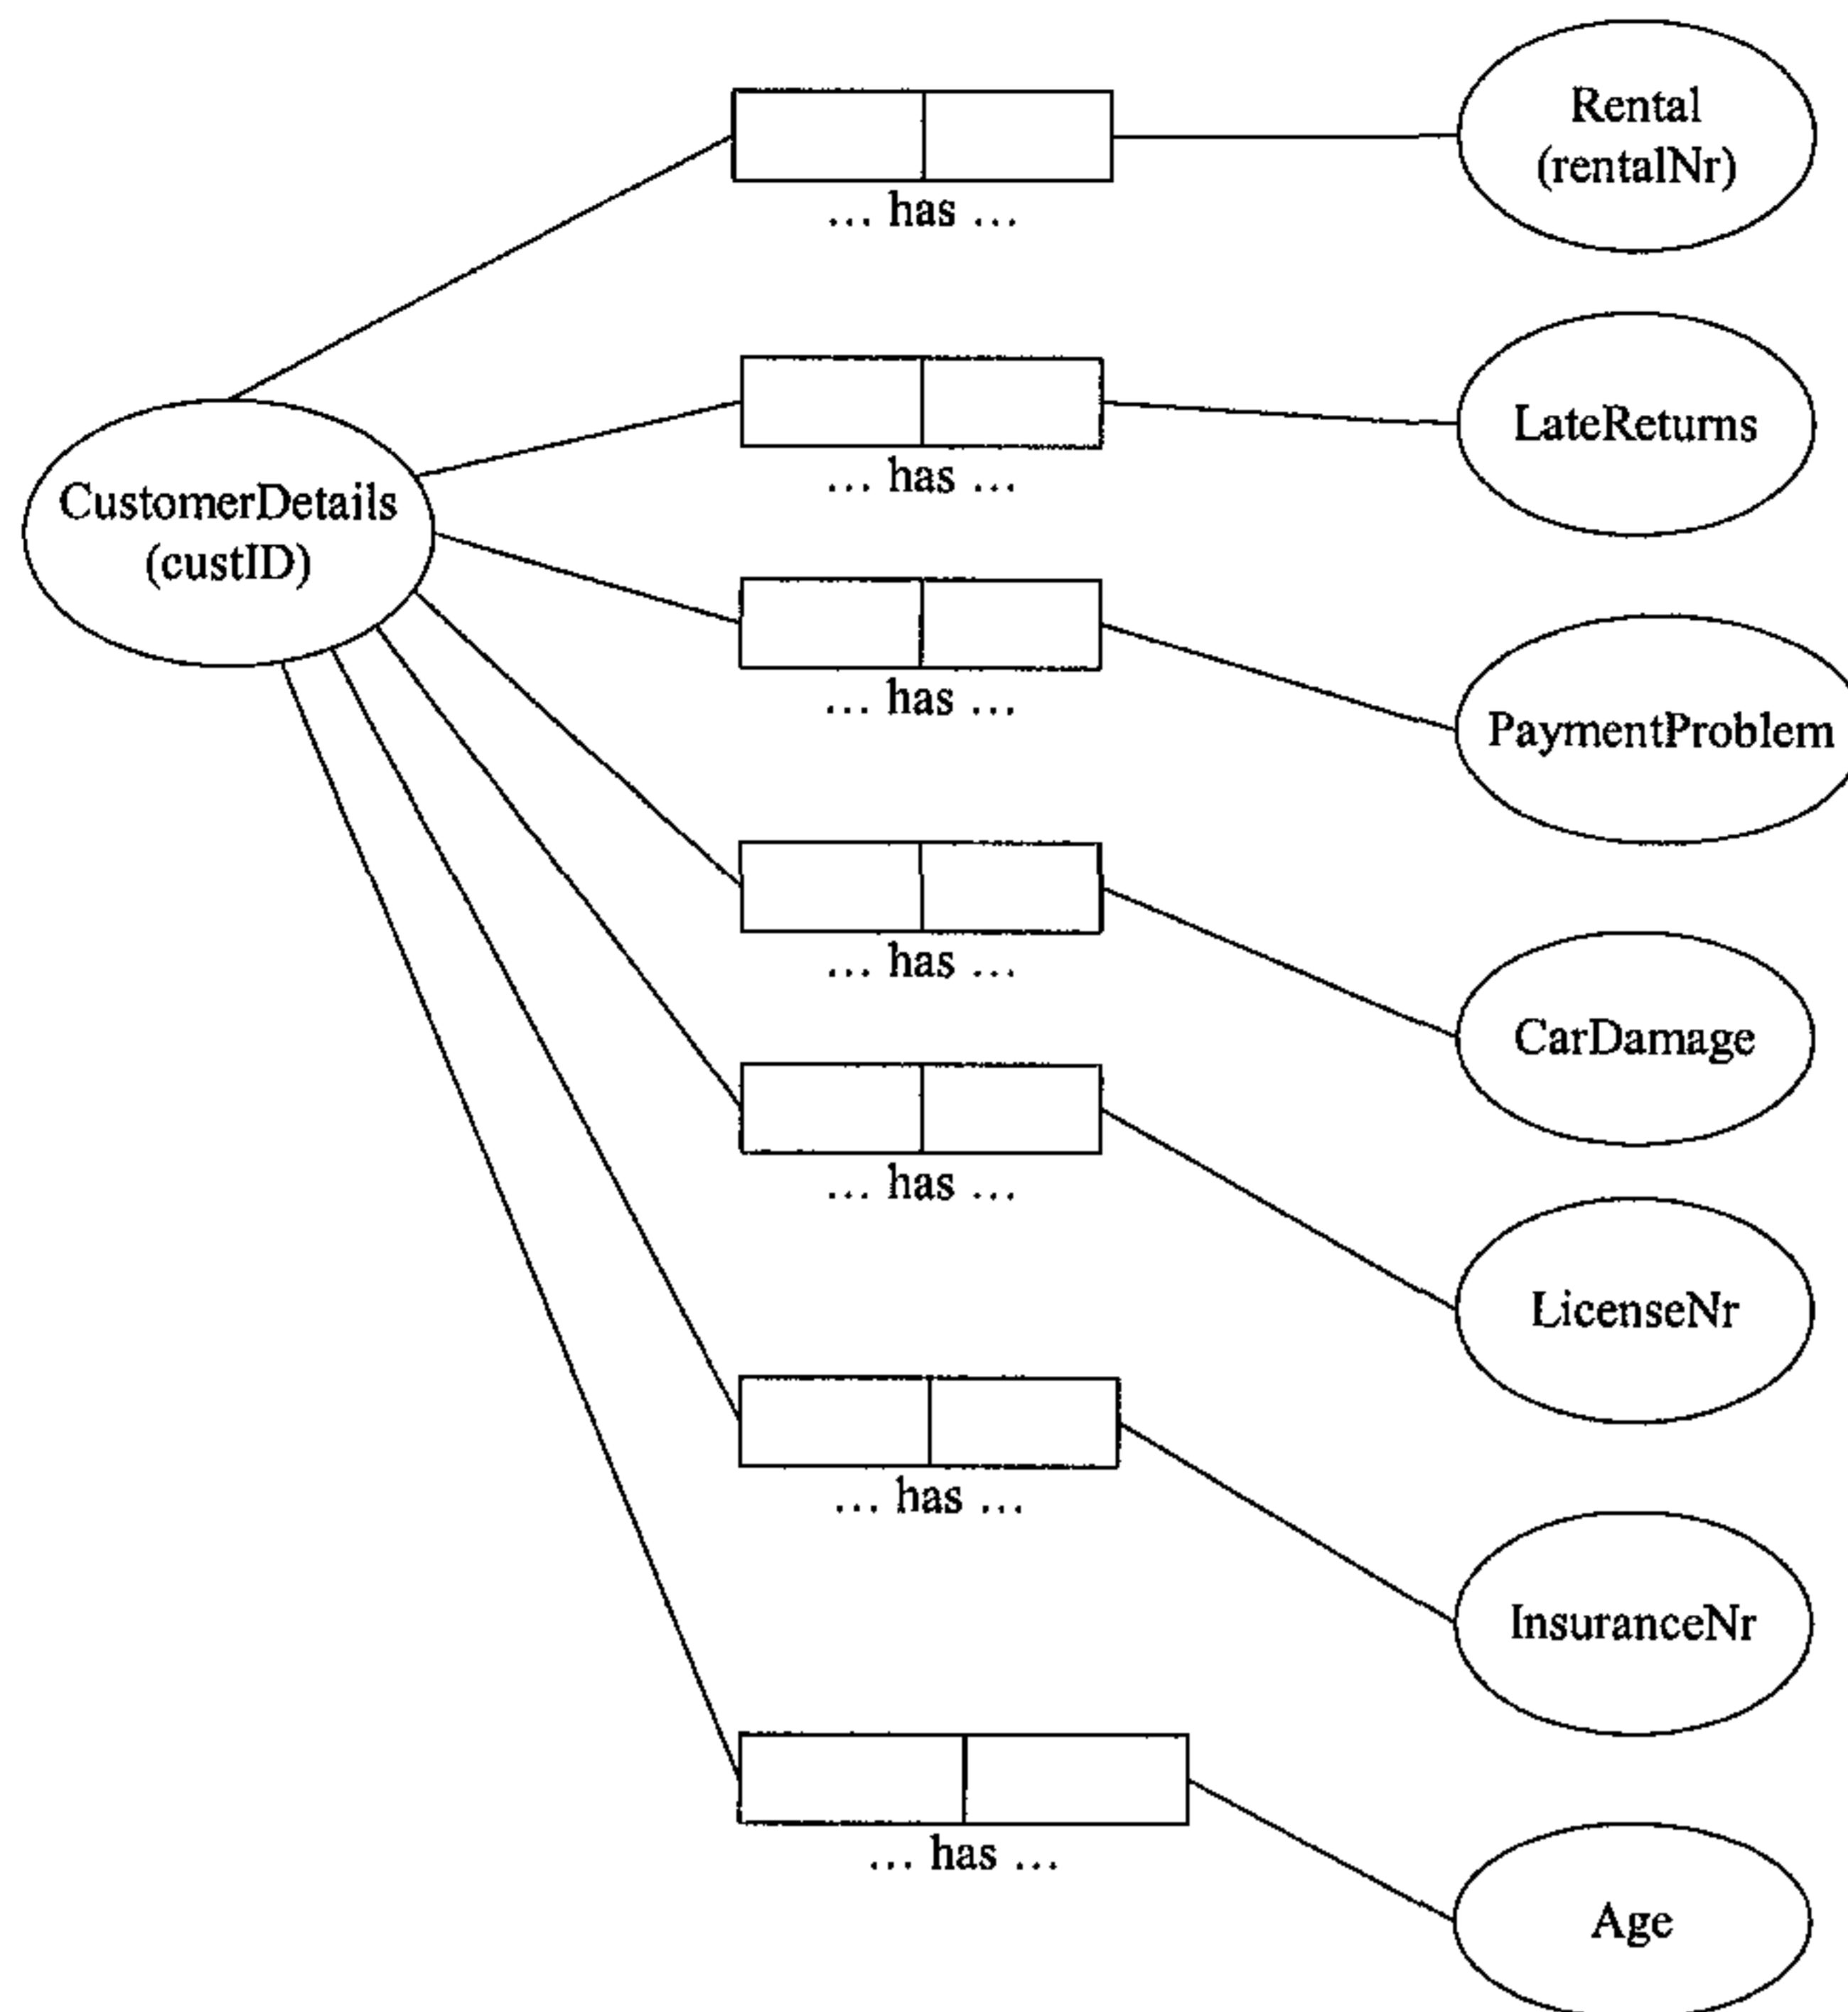 Rental
(rentalNr)
... has ...
LateReturns
... has ...
CustomerDetails
(custID)
... has ...
PaymentProblem
... has ...
CarDamage
... has ...
LicenseNr
... has ...
InsuranceNr
... has ...
Age